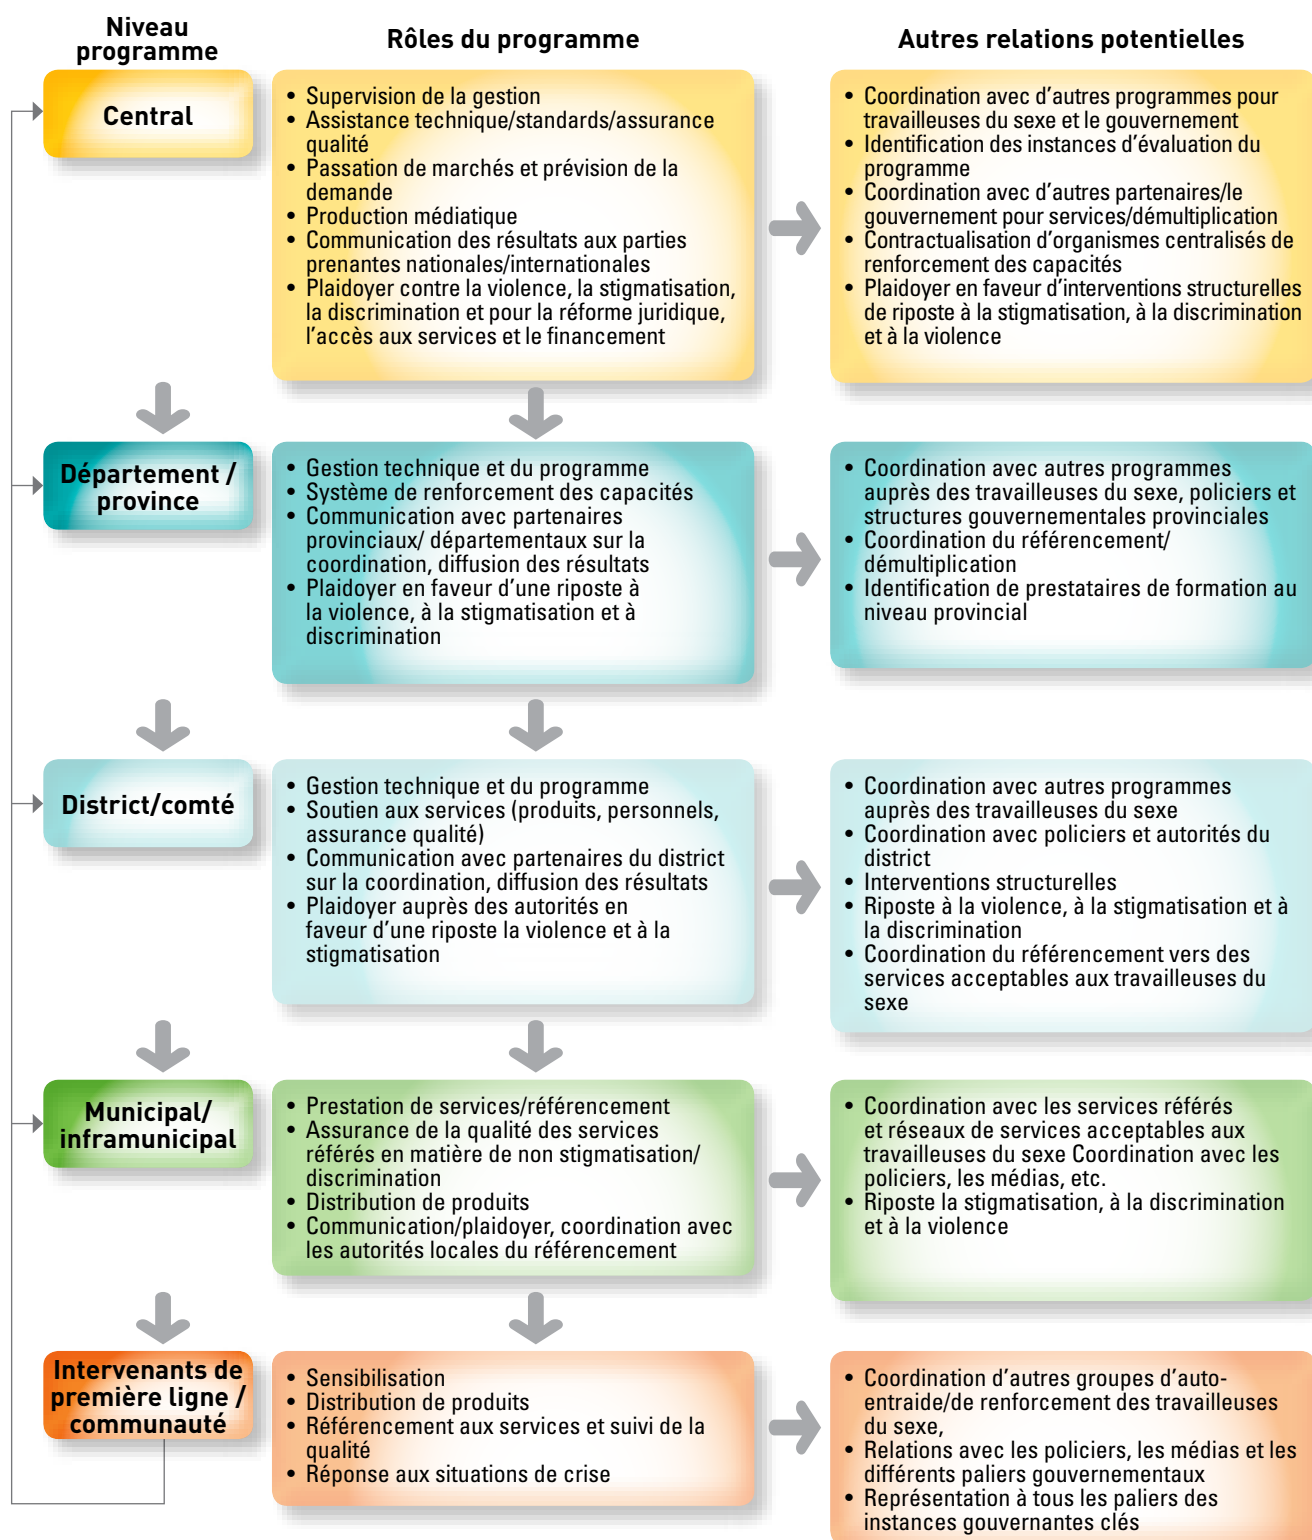 Niveau
programme
Rôles du programme
Autres relations potentielles
Central
• Supervision de la gestion
• Assistance technique/standards/assurance
qualité
• Passation de marchés et prévision de la
demande
• Production médiatique
• Communication des résultats aux parties
prenantes nationales/internationales
• Plaidoyer contre la violence, la stigmatisation,
la discrimination et pour la réforme juridique,
l’accès aux services et le financement
• Coordination avec d’autres programmes pour
travailleuses du sexe et le gouvernement
• Identification des instances d’évaluation du
programme
• Coordination avec d’autres partenaires/le
gouvernement pour services/démultiplication
• Contractualisation d’organismes centralisés de
renforcement des capacités
• Plaidoyer en faveur d’interventions structurelles
de riposte à la stigmatisation, à la discrimination
et à la violence
Département /
province
• Gestion technique et du programme
• Système de renforcement des capacités
• Communication avec partenaires
provinciaux/ départementaux sur la
coordination, diffusion des résultats
• Plaidoyer en faveur d’une riposte à
la violence, à la stigmatisation et à
discrimination
• Coordination avec autres programmes
auprès des travailleuses du sexe, policiers et
structures gouvernementales provinciales
• Coordination du référencement/
démultiplication
• Identification de prestataires de formation au
niveau provincial
District/comté
• Gestion technique et du programme
• Soutien aux services (produits, personnels,
assurance qualité)
• Communication avec partenaires du district
sur la coordination, diffusion des résultats
• Plaidoyer auprès des autorités en
faveur d’une riposte la violence et à la
stigmatisation
• Coordination avec autres programmes
auprès des travailleuses du sexe
• Coordination avec policiers et autorités du
district
• Interventions structurelles
• Riposte à la violence, à la stigmatisation et à
la discrimination
• Coordination du référencement vers des
services acceptables aux travailleuses du
sexe
Municipal/
inframunicipal
• Prestation de services/référencement
• Assurance de la qualité des services
référés en matière de non stigmatisation/
discrimination
• Distribution de produits
• Communication/plaidoyer, coordination avec
les autorités locales du référencement
• Coordination avec les services référés
et réseaux de services acceptables aux
travailleuses du sexe Coordination avec les
policiers, les médias, etc.
• Riposte la stigmatisation, à la discrimination
et à la violence
Intervenants de
première ligne /
communauté
• Sensibilisation
• Distribution de produits
• Référencement aux services et suivi de la
qualité
• Réponse aux situations de crise
• Coordination d’autres groupes d’auto-
entraide/de renforcement des travailleuses
du sexe,
• Relations avec les policiers, les médias et les
différents paliers gouvernementaux
• Représentation à tous les paliers des
instances gouvernantes clés